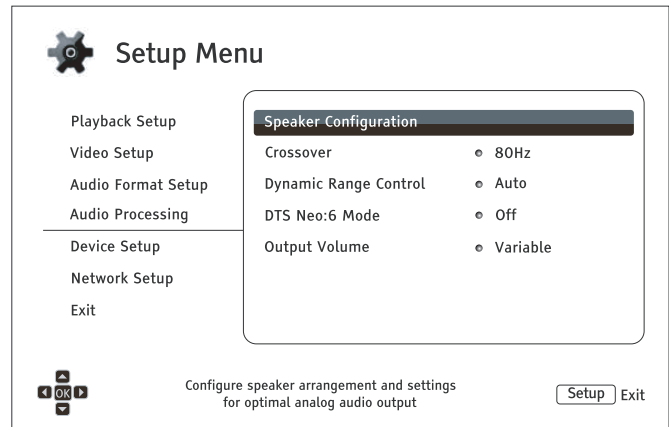 Setup Menu
Playback Setup
Video Setup
Audio Format Setup
Audio Processing
Device Setup
Network Setup
Exit
Speaker Configuration
Crossover 80Hz
Dynamic Range Control Auto
DTS Neo:6 Mode Off
Output Volume Variable
OK
Configure speaker arrangement and settings
for optimal analog audio output
Setup Exit